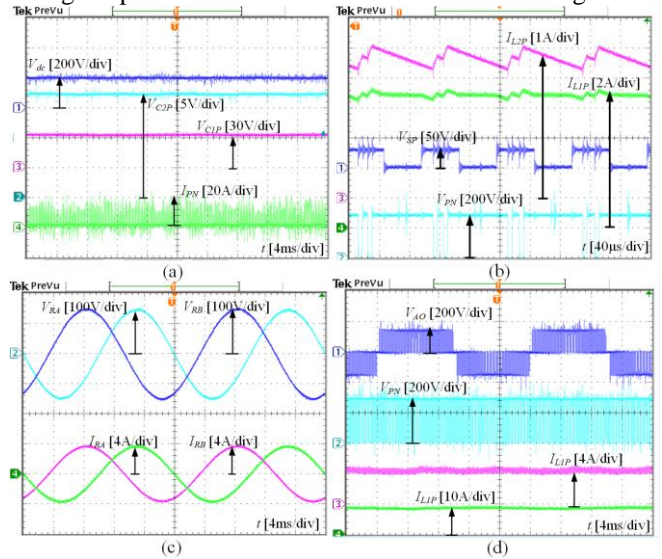 Tek PreVu
V_dc [200V/div]
V_C2P [5V/div]
V_C1P [30V/div]
I_PN [20A/div]
t [4ms/div]
1
3
2
4
(a)
Tek PreVu
I_L2P [1A/div]
I_L1P [2A/div]
V_SP [50V/div]
V_PN [200V/div]
t [40μs/div]
1
3
4
2
(b)
Tek PreVu
V_RA [100V/div]
V_RB [100V/div]
I_RA [4A/div]
I_RB [4A/div]
t [4ms/div]
2
4
(c)
Tek PreVu
V_AO [200V/div]
V_PN [200V/div]
I_L1P [4A/div]
I_L1P [10A/div]
t [4ms/div]
1
2
3
4
(d)